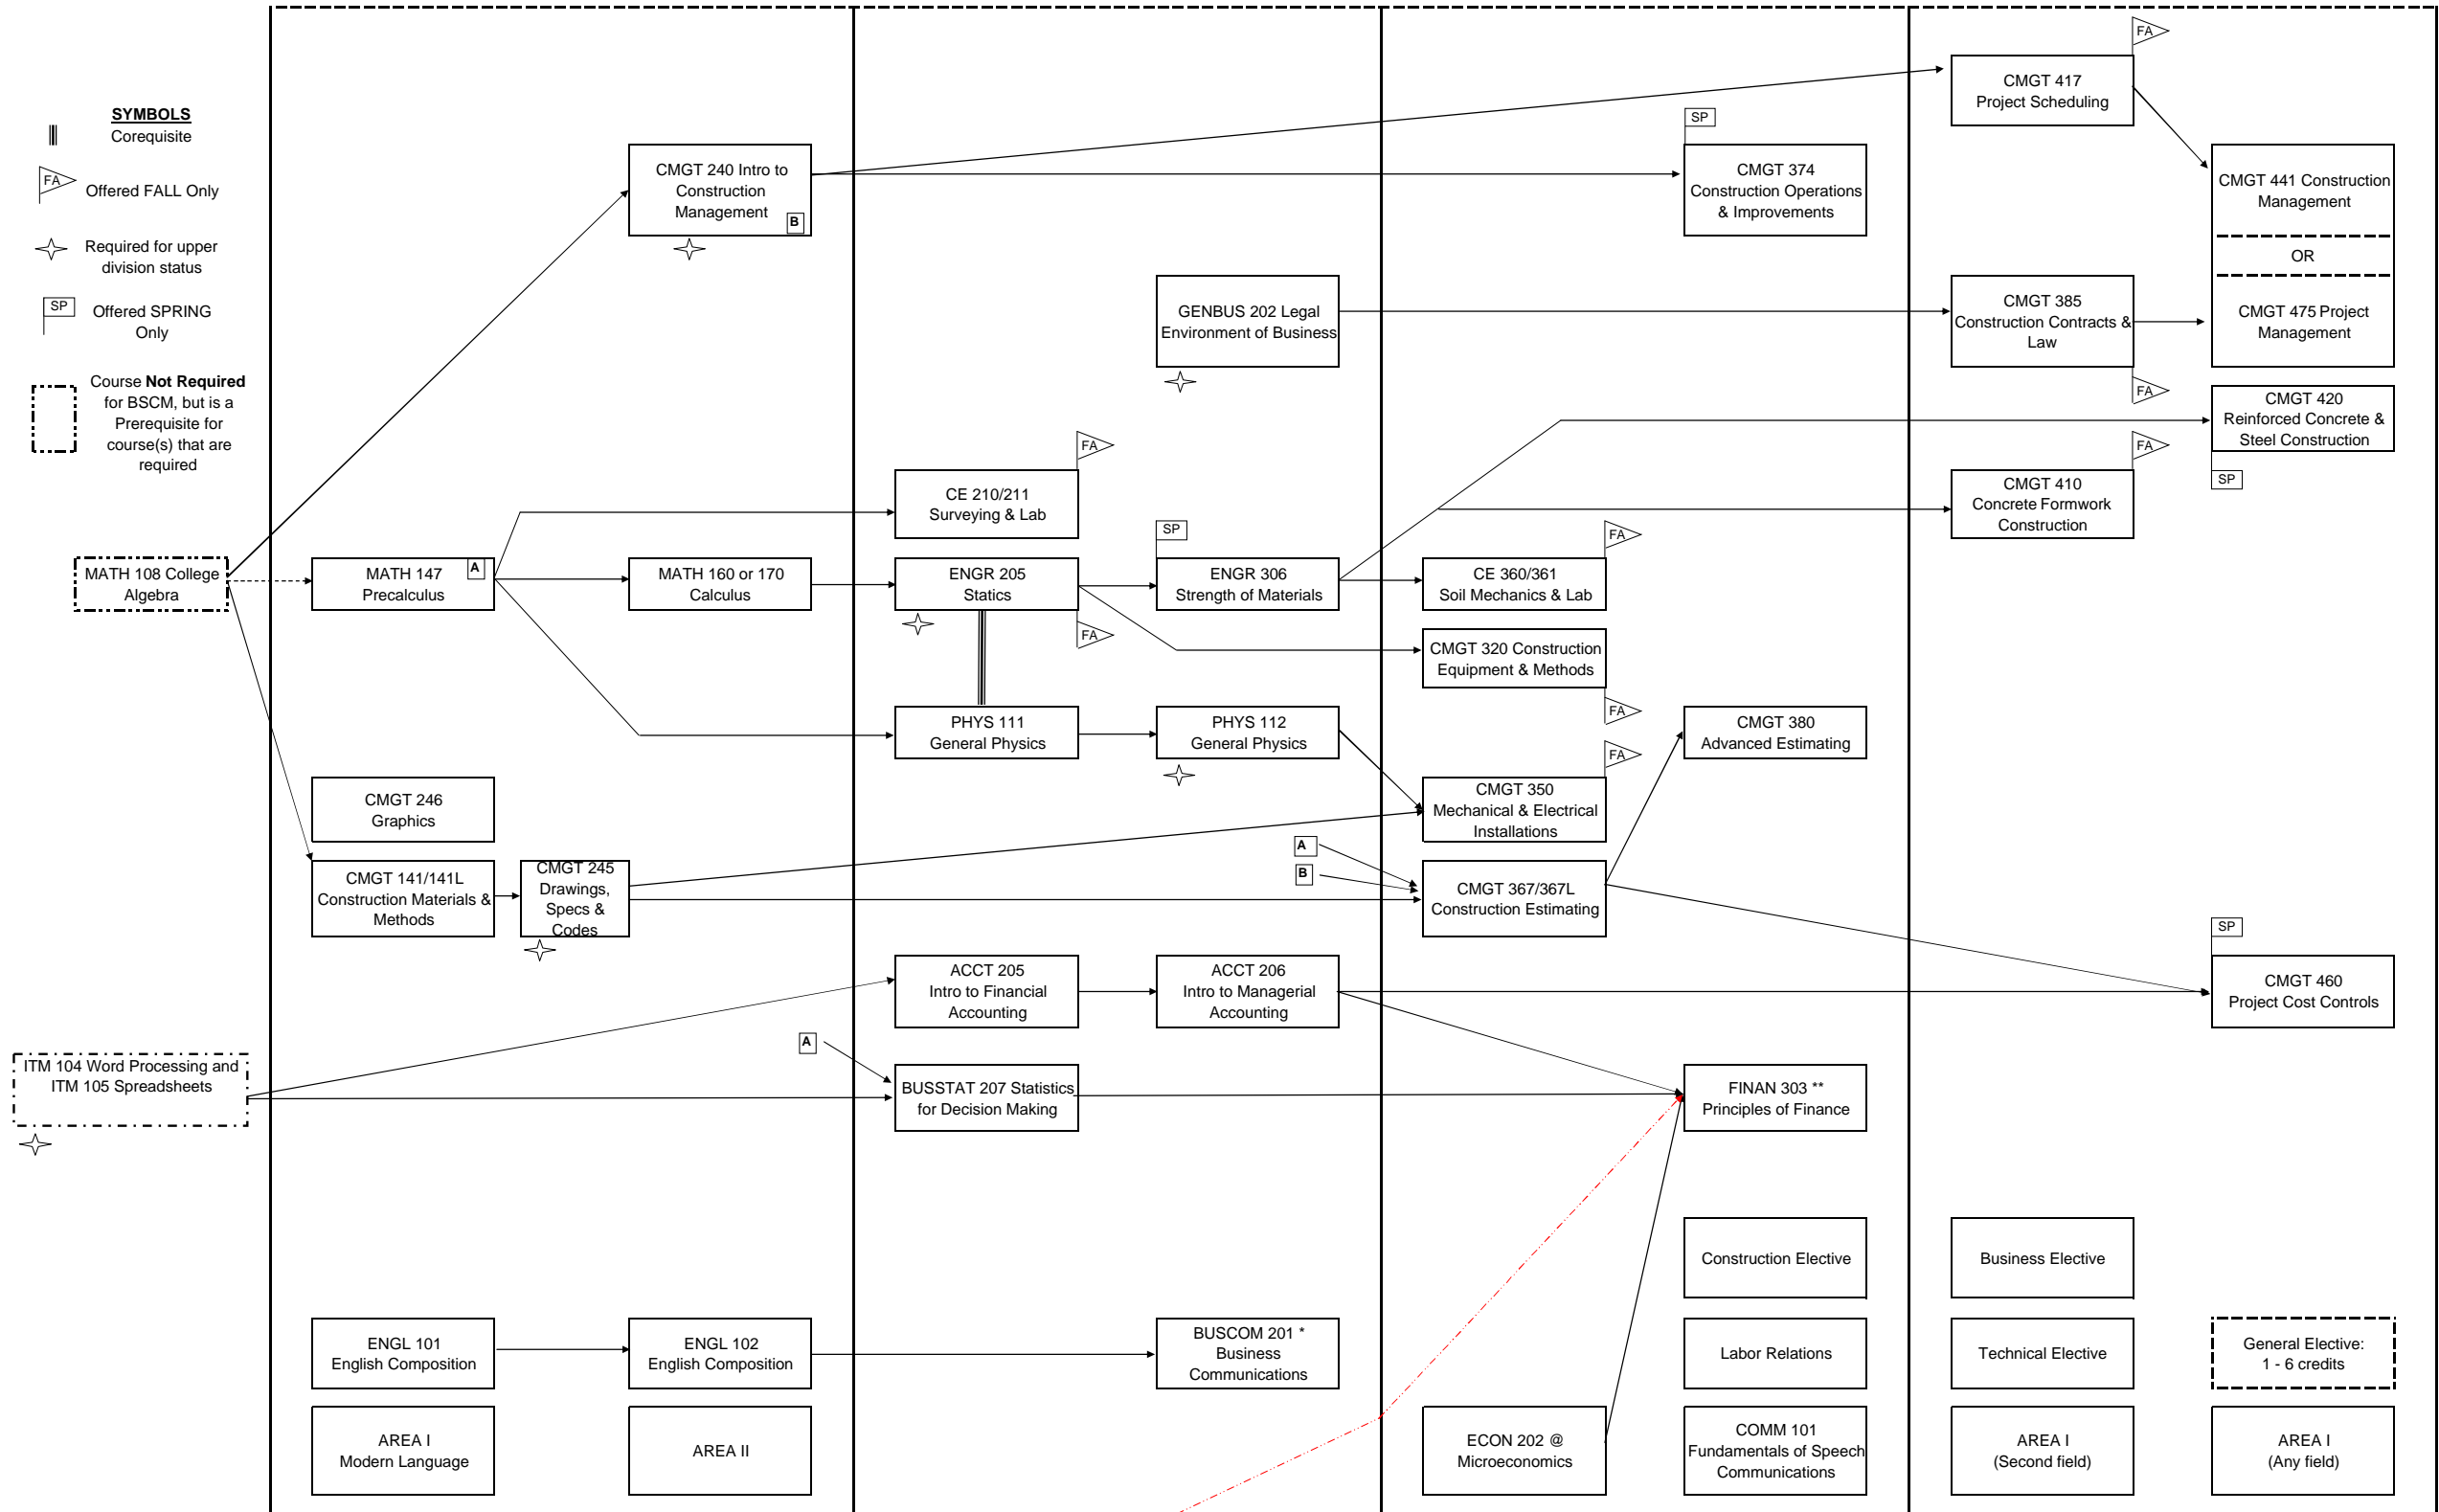 SYMBOLS
Corequisite
FA
Offered FALL Only
Required for upper
division status
SP
Offered SPRING
Only
Course Not Required
for BSCM, but is a
Prerequisite for
course(s) that are
required
FA
CMGT 417
Project Scheduling
SP
CMGT 240 Intro to
Construction
Management
B
CMGT 374
Construction Operations
& Improvements
CMGT 441 Construction
Management
OR
CMGT 475 Project
Management
GENBUS 202 Legal
Environment of Business
CMGT 385
Construction Contracts &
Law
FA
CMGT 420
Reinforced Concrete &
Steel Construction
SP
FA
CE 210/211
Surveying & Lab
FA
CMGT 410
Concrete Formwork
Construction
SP
FA
MATH 108 College
Algebra
MATH 147
Precalculus
A
MATH 160 or 170
Calculus
ENGR 205
Statics
FA
ENGR 306
Strength of Materials
CE 360/361
Soil Mechanics & Lab
CMGT 320 Construction
Equipment & Methods
FA
PHYS 111
General Physics
PHYS 112
General Physics
CMGT 380
Advanced Estimating
FA
CMGT 246
Graphics
CMGT 350
Mechanical & Electrical
Installations
A
B
CMGT 141/141L
Construction Materials &
Methods
CMGT 245
Drawings,
Specs &
Codes
CMGT 367/367L
Construction Estimating
SP
ACCT 205
Intro to Financial
Accounting
ACCT 206
Intro to Managerial
Accounting
CMGT 460
Project Cost Controls
A
ITM 104 Word Processing and
ITM 105 Spreadsheets
BUSSTAT 207 Statistics
for Decision Making
FINAN 303 **
Principles of Finance
Construction Elective
Business Elective
ENGL 101
English Composition
ENGL 102
English Composition
BUSCOM 201 *
Business
Communications
Labor Relations
Technical Elective
General Elective:
1 - 6 credits
AREA I
Modern Language
AREA II
ECON 202 @
Microeconomics
COMM 101
Fundamentals of Speech
Communications
AREA I
(Second field)
AREA I
(Any field)